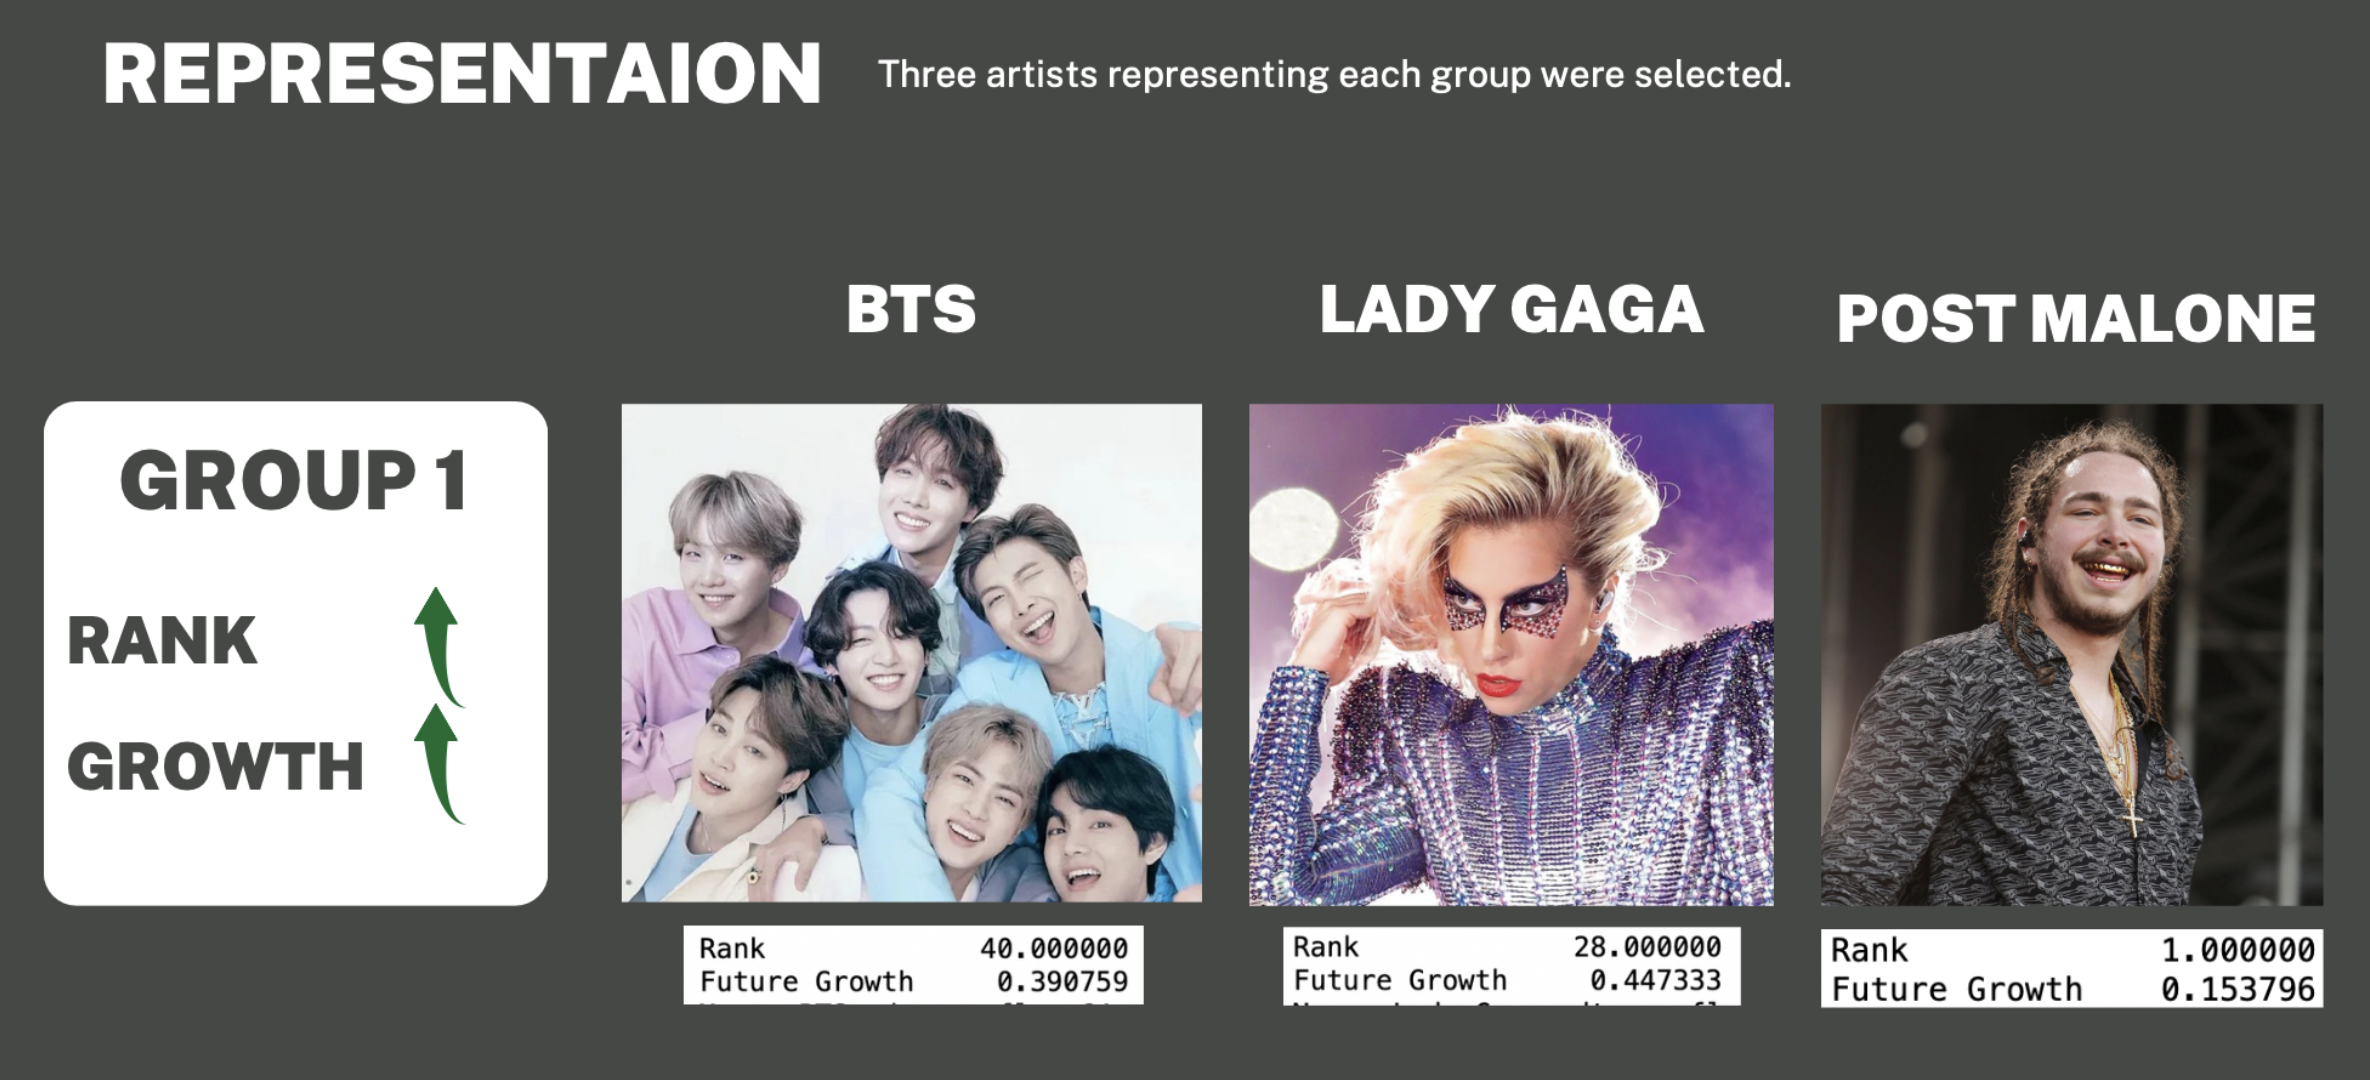 REPRESENTAION
Three artists representing each group were selected.
BTS
LADY GAGA
POST MALONE
GROUP 1
RANK
GROWTH
Rank 40.000000
Future Growth 0.390759
Rank 28.000000
Future Growth 0.447333
Rank 1.000000
Future Growth 0.153796